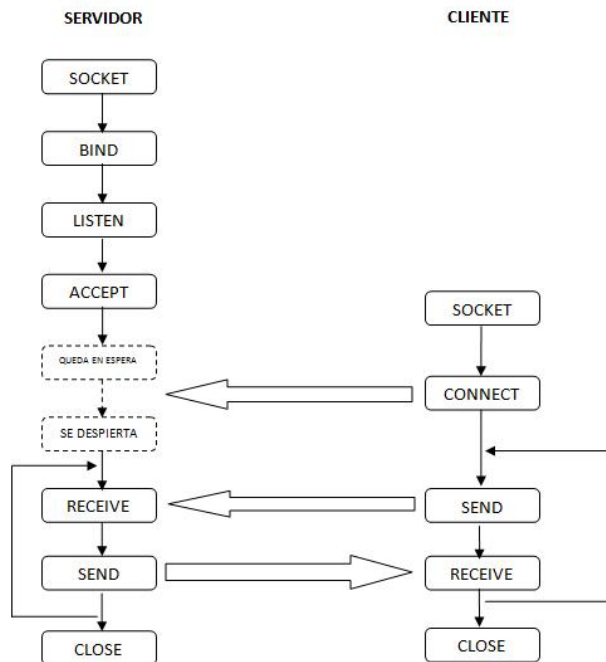 SERVIDOR
SOCKET
BIND
LISTEN
ACCEPT
QUEDA EN ESPERA
SE DESPIERTA
RECEIVE
SEND
CLOSE
CLIENTE
SOCKET
CONNECT
SEND
RECEIVE
CLOSE